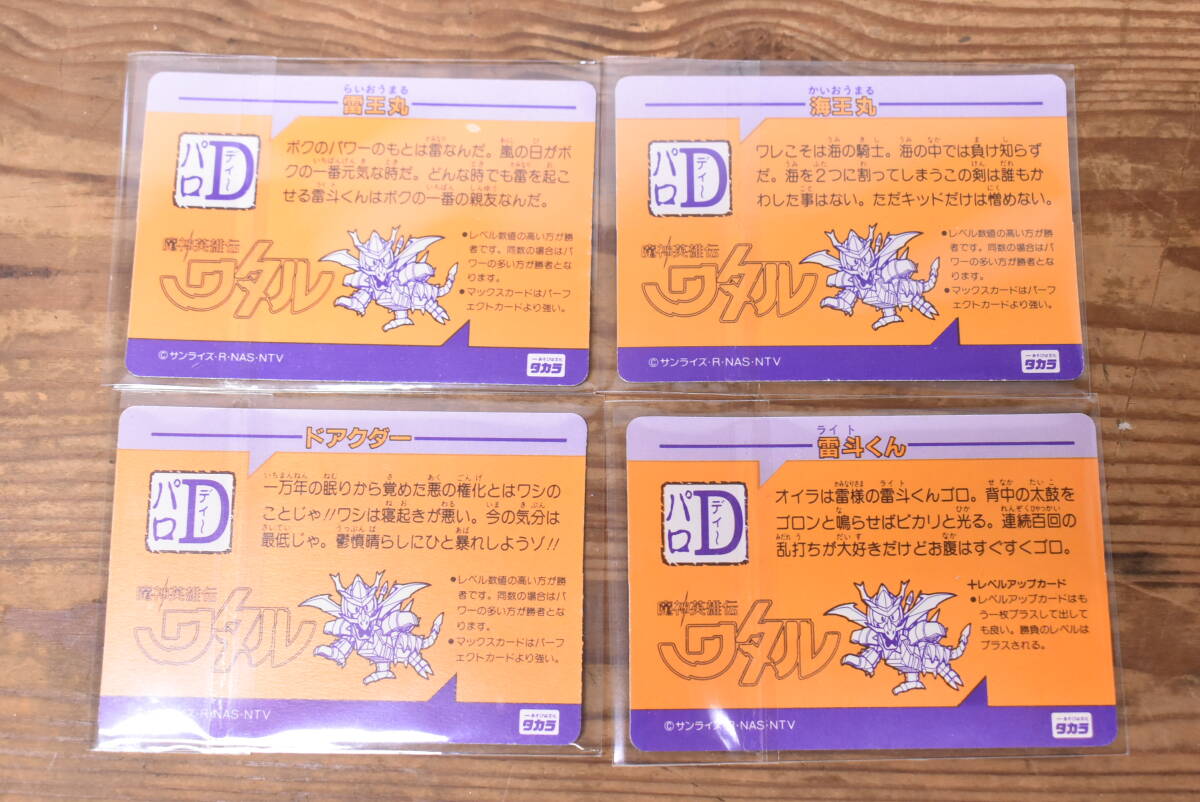 らいおうまる
雷王丸
パロ
D
ディ〜
ボクのパワーのもとは雷なんだ。嵐の日がボ
クの一番元気な時だ。どんな時でも雷を起こ
せる雷斗くんはボクの一番の親友なんだ。
魔神英雄伝
ワタル
●レベル数値の高い方が勝
者です。同数の場合はパ
ワーの多い方が勝者とな
ります。
●マックスカードはパーフ
ェクトカードより強い。
©サンライズ・R・NAS・NTV
タカラ
かいおうまる
海王丸
パロ
D
ディ〜
ワレこそは海の騎士。海の中では負け知らず
だ。海を2つに割ってしまうこの剣は誰もか
わした事はない。ただキッドだけは憎めない。
魔神英雄伝
ワタル
●レベル数値の高い方が勝
者です。同数の場合はパ
ワーの多い方が勝者とな
ります。
●マックスカードはパーフ
ェクトカードより強い。
©サンライズ・R・NAS・NTV
タカラ
ドアクダー
パロ
D
ディ〜
一万年の眠りから覚めた悪の権化とはワシの
ことじゃ!!ワシは寝起きが悪い。今の気分は
最低じゃ。鬱憤晴らしにひと暴れしようゾ!!
魔神英雄伝
ワタル
●レベル数値の高い方が勝
者です。同数の場合はパ
ワーの多い方が勝者とな
ります。
●マックスカードはパーフ
ェクトカードより強い。
ライズ・R・NAS・NTV
タカラ
ライト
雷斗くん
パロ
D
ディ〜
オイラは雷様の雷斗くんゴロ。背中の太鼓を
ゴロンと鳴らせばピカリと光る。連続百回の
乱打ちが大好きだけどお腹はすぐすくゴロ。
魔神英雄伝
ワタル
+レベルアップカード
●レベルアップカードはも
う一枚プラスして出して
も良い。勝負のレベルは
プラスされる。
©サンライズ・R・NAS・NTV
タカラ